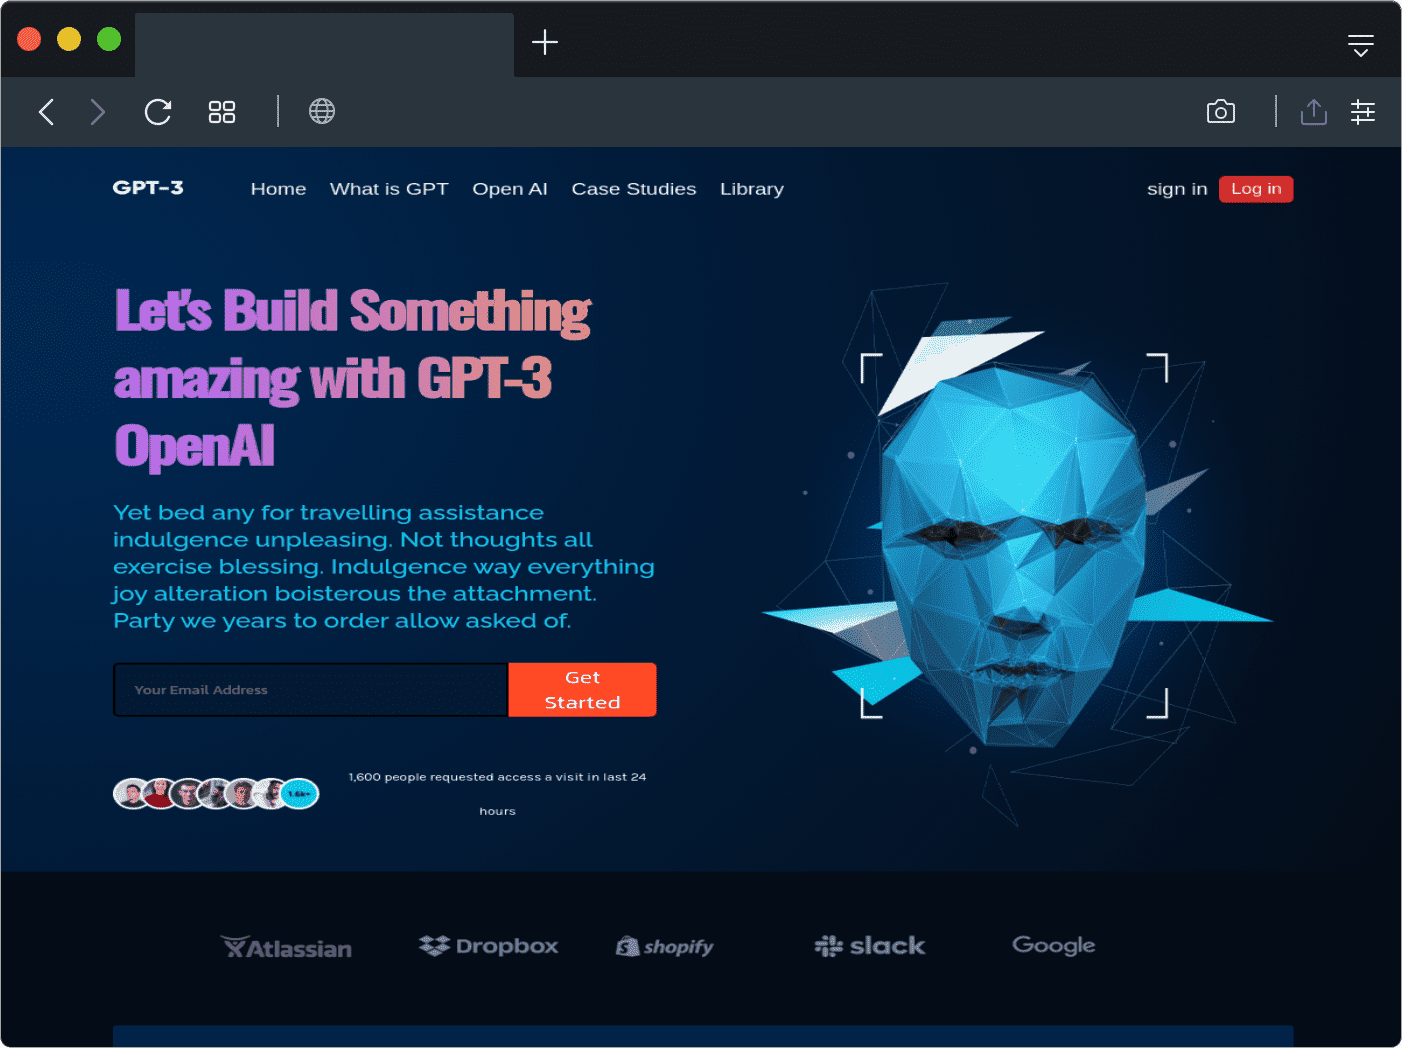 GPT-3
Home
What is GPT
Open AI
Case Studies
Library
sign in
Log in
Let's Build Something
amazing with GPT-3
OpenAI
Yet bed any for travelling assistance
indulgence unpleasing. Not thoughts all
exercise blessing. Indulgence way everything
joy alteration boisterous the attachment.
Party we years to order allow asked of.
Your Email Address
Get
Started
1.6k+
1,600 people requested access a visit in last 24
hours
Atlassian
Dropbox
shopify
slack
Google